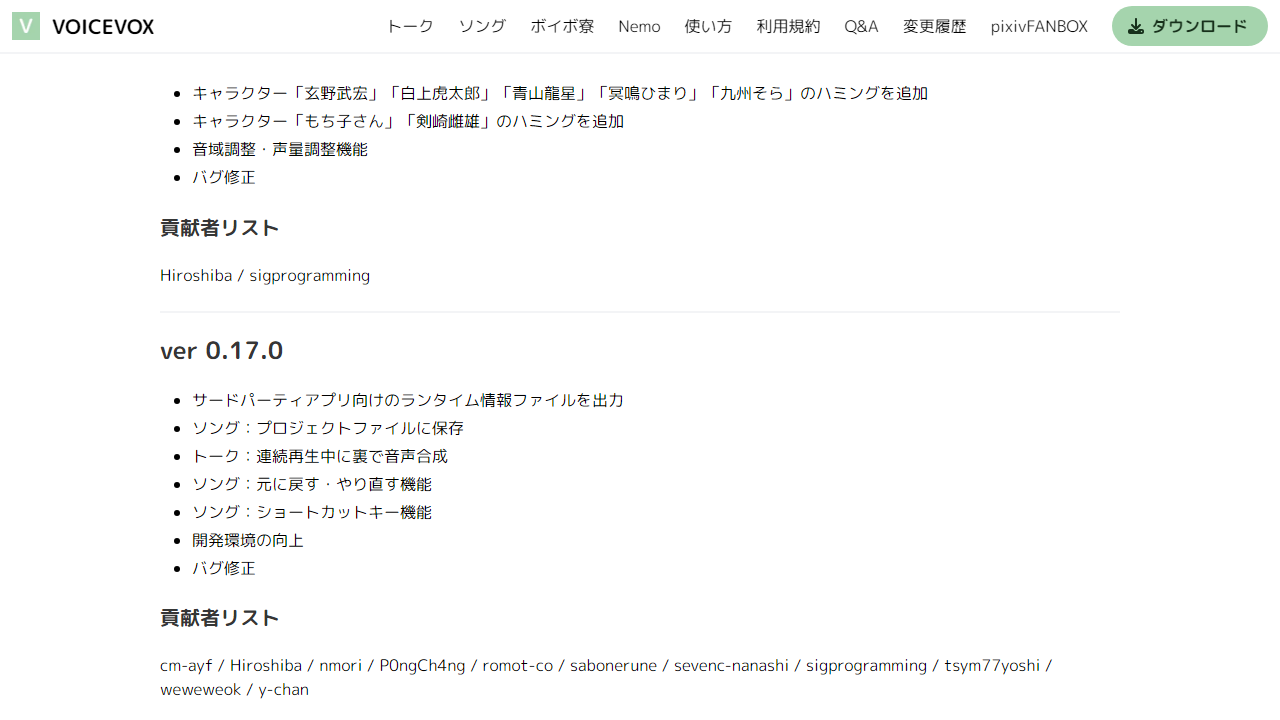 V VOICEVOX トーク ソング ボイボ寮 Nemo 使い方 利用規約 Q&A 変更履歴 pixivFANBOX ダウンロード
キャラクター「玄野武宏」「白上虎太郎」「青山龍星」「冥鳴ひまり」「九州そら」のハミングを追加
キャラクター「もち子さん」「剣崎雌雄」のハミングを追加
音域調整・声量調整機能
バグ修正
貢献者リスト
Hiroshiba / sigprogramming
ver 0.17.0
サードパーティアプリ向けのランタイム情報ファイルを出力
ソング：プロジェクトファイルに保存
トーク：連続再生中に裏で音声合成
ソング：元に戻す・やり直す機能
ソング：ショートカットキー機能
開発環境の向上
バグ修正
貢献者リスト
cm-ayf / Hiroshiba / nmori / P0ngCh4ng / romot-co / sabonerune / sevenc-nanashi / sigprogramming / tsym77yoshi /
weweweok / y-chan